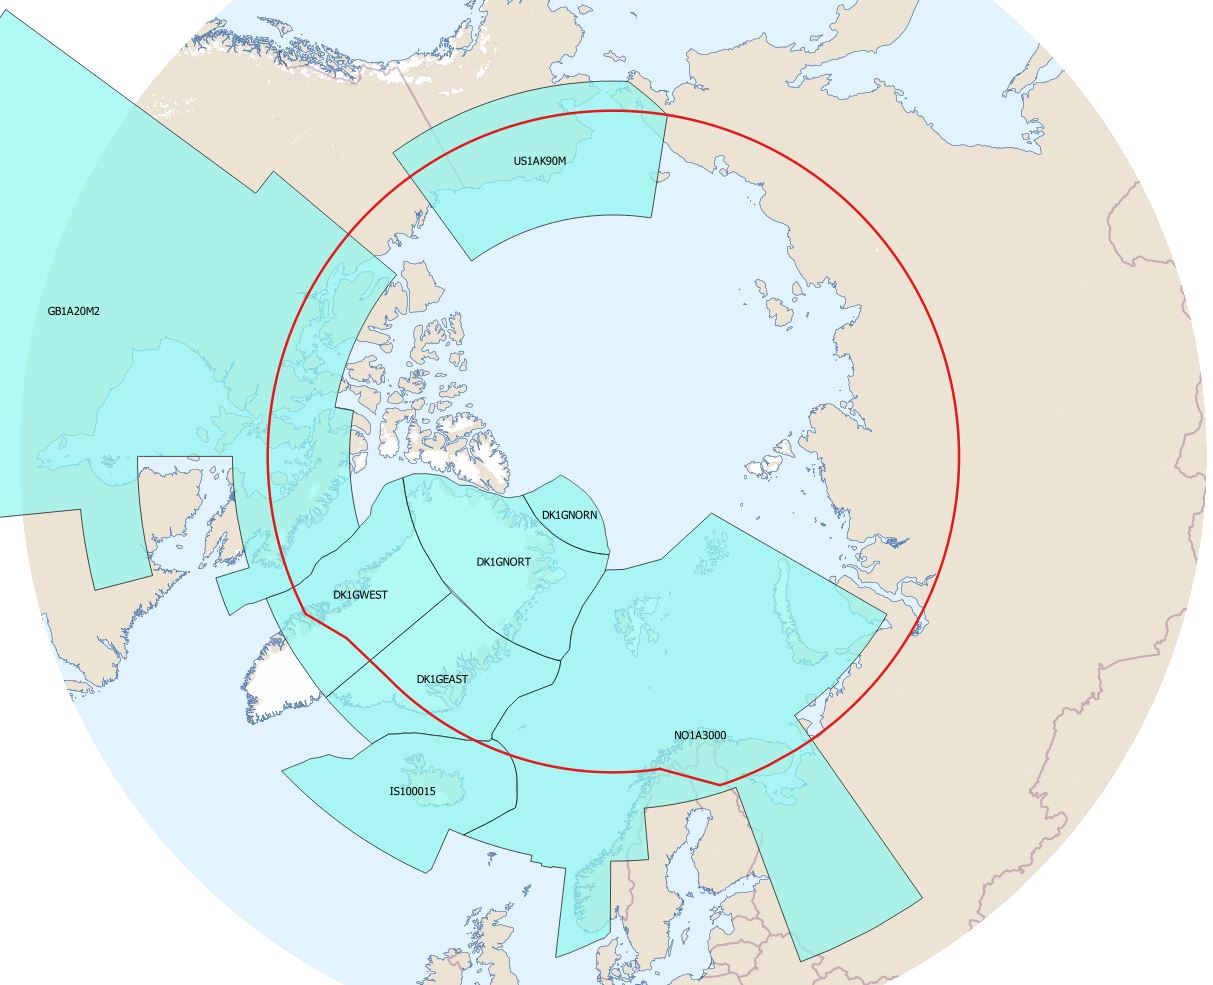 US1AK90M
GB1A20M2
DK1GNORN
DK1GNORT
DK1GWEST
DK1GEAST
NO1A3000
IS100015